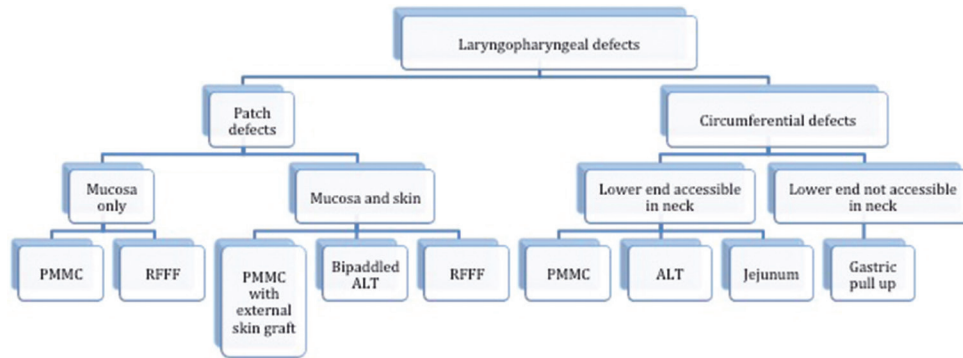 Laryngopharyngeal defects
Patch
defects
Circumferential defects
Mucosa
only
Mucosa and skin
Lower end accessible
in neck
Lower end not accessible
in neck
PMMC
RFFF
PMMC
with
external
skin graft
Bipaddled
ALT
RFFF
PMMC
ALT
Jejunum
Gastric
pull up